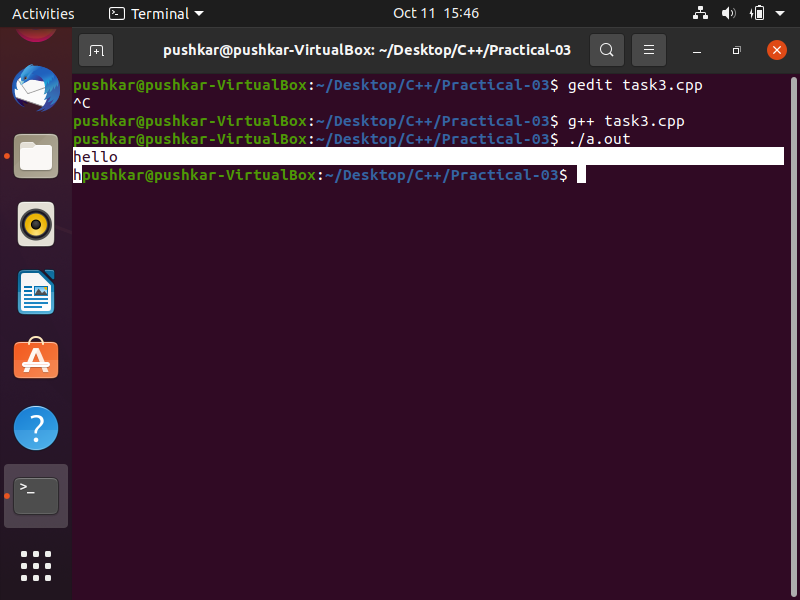 Activities Terminal Oct 11 15:46
pushkar@pushkar-VirtualBox: ~/Desktop/C++/Practical-03
pushkar@pushkar-VirtualBox:~/Desktop/C++/Practical-03$ gedit task3.cpp
^C
pushkar@pushkar-VirtualBox:~/Desktop/C++/Practical-03$ g++ task3.cpp
pushkar@pushkar-VirtualBox:~/Desktop/C++/Practical-03$ ./a.out
hello
hpushkar@pushkar-VirtualBox:~/Desktop/C++/Practical-03$